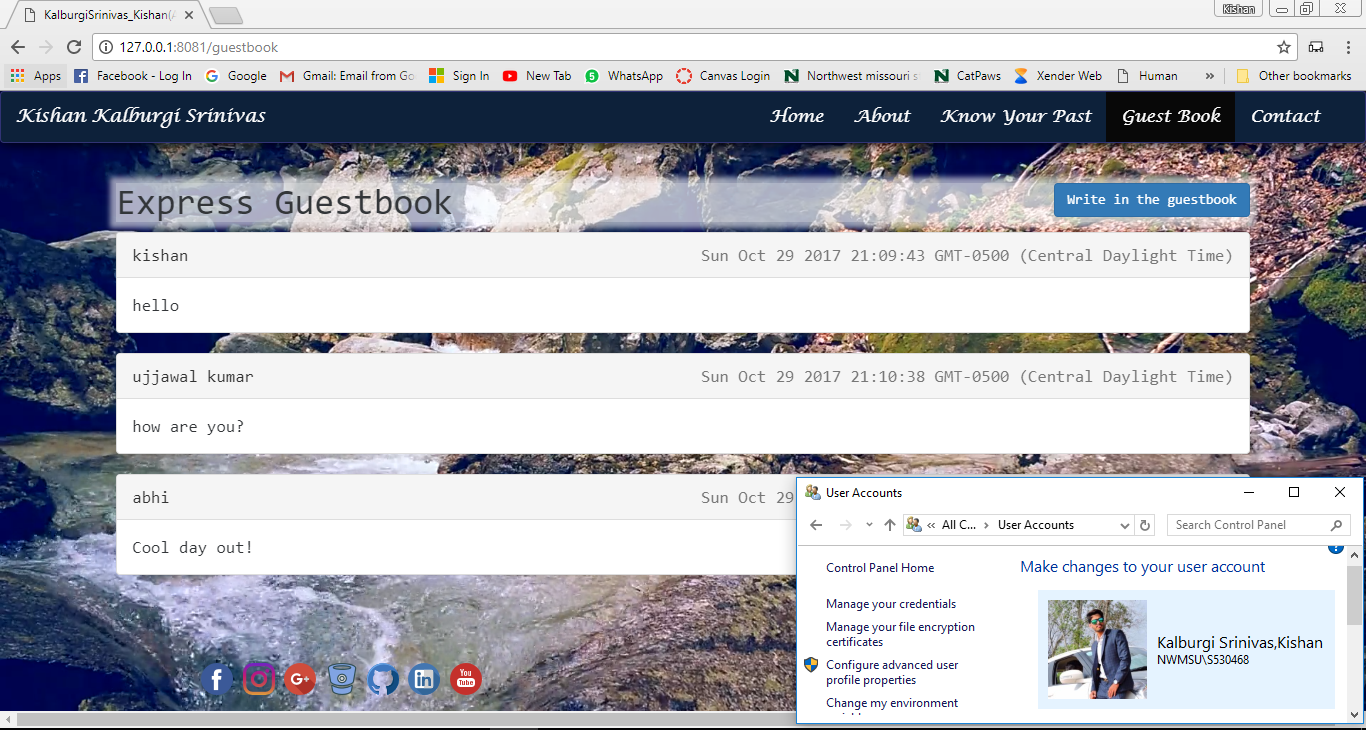 KalburgiSrinivas_Kishan(A
Kishan
127.0.0.1:8081/guestbook
Apps Facebook - Log In Google Gmail: Email from Go Sign In New Tab WhatsApp Canvas Login Northwest missouri s CatPaws Xender Web Human » Other bookmarks
Kishan Kalburgi Srinivas Home About Know Your Past Guest Book Contact
Express Guestbook Write in the guestbook
kishan Sun Oct 29 2017 21:09:43 GMT-0500 (Central Daylight Time)
hello
ujjawal kumar Sun Oct 29 2017 21:10:38 GMT-0500 (Central Daylight Time)
how are you?
abhi Sun Oct 29
Cool day out!
You
Tube
User Accounts
« All C... › User Accounts Search Control Panel
Control Panel Home
Manage your credentials
Manage your file encryption
certificates
Configure advanced user
profile properties
Change my environment
Make changes to your user account
Kalburgi Srinivas,Kishan
NWMSU\S530468